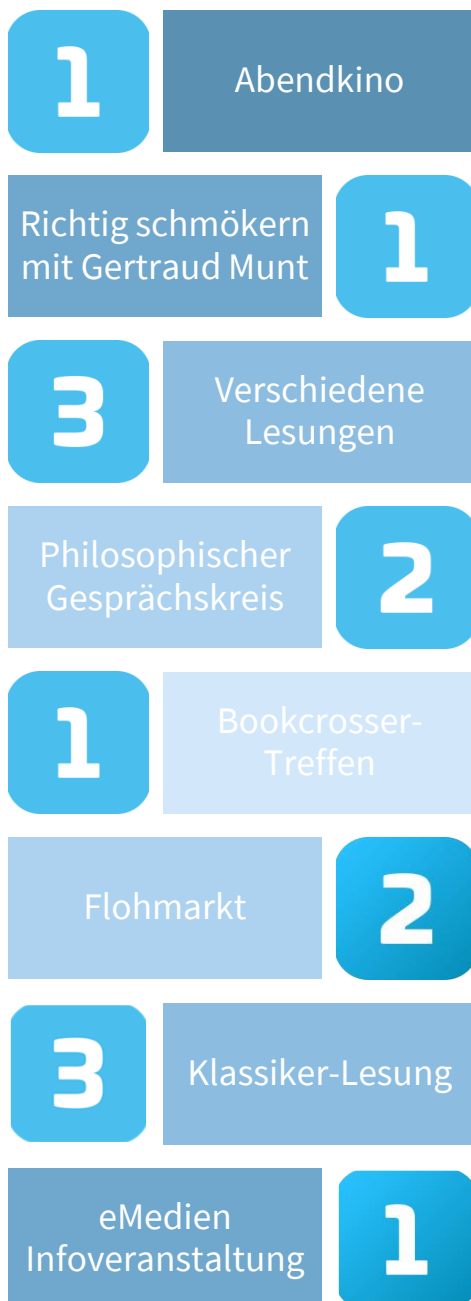 1
Abendkino
Richtig schmökern
mit Gertraud Munt
1
3
Verschiedene
Lesungen
Philosophischer
Gesprächskreis
2
1
Bookcrosser-
Treffen
Flohmarkt
2
3
Klassiker-Lesung
eMedien
Infoveranstaltung
1